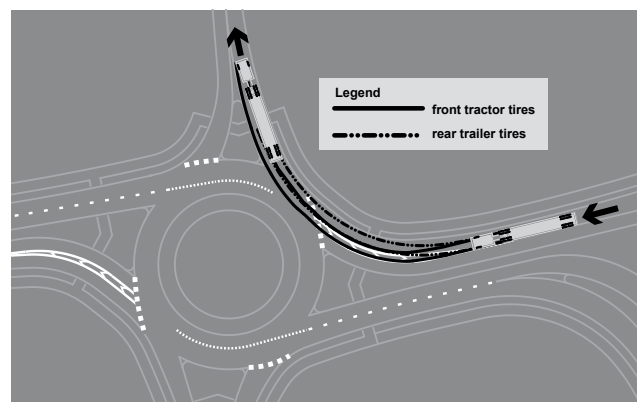 Legend
front tractor tires
rear trailer tires